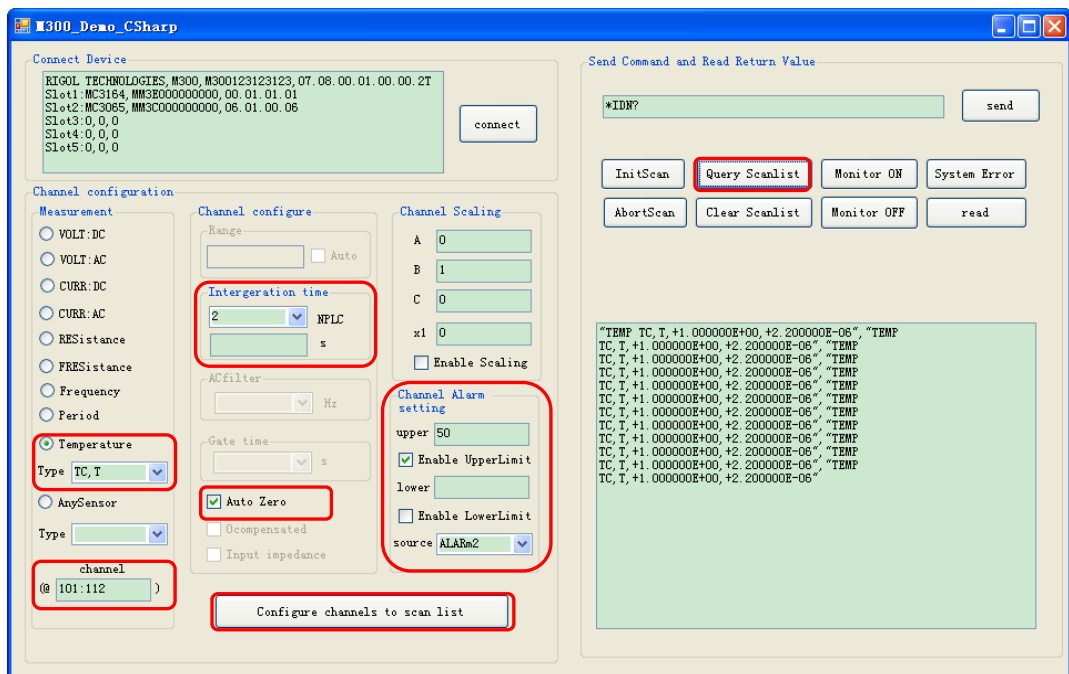 M300_Demo_CSharp
Connect Device
RIGOL TECHNOLOGIES, M300, M300123123123, 07.08.00.01.00.00.2T
Slot1:MC3164, MM3E00000000, 00.01.01.01
Slot2:MC3065, MM3C000000000, 06.01.00.06
Slot3:0,0,0
Slot4:0,0,0
Slot5:0,0,0
connect
Channel configuration
Measurement
VOLT:DC
VOLT:AC
CURR:DC
CURR:AC
RESistance
FRESistance
Frequency
Period
Temperature
Type TC,T
AnySensor
Type
channel
(@ 101:112 )
Channel configure
Range
Auto
Intergeration time
2 NPLC
s
ACfilter
Hz
Gate time
s
Auto Zero
Ocompensated
Input impedance
Channel Scaling
A 0
B 1
C 0
x1 0
Enable Scaling
Channel Alarm
setting
upper 50
Enable UpperLimit
lower
Enable LowerLimit
source ALARm2
Configure channels to scan list
Send Command and Read Return Value
*IDN?
send
InitScan Query Scanlist Monitor ON System Error
AbortScan Clear Scanlist Monitor OFF read
"TEMP TC,T,+1.000000E+00,+2.200000E-06","TEMP
TC,T,+1.000000E+00,+2.200000E-06","TEMP
TC,T,+1.000000E+00,+2.200000E-06","TEMP
TC,T,+1.000000E+00,+2.200000E-06","TEMP
TC,T,+1.000000E+00,+2.200000E-06","TEMP
TC,T,+1.000000E+00,+2.200000E-06","TEMP
TC,T,+1.000000E+00,+2.200000E-06","TEMP
TC,T,+1.000000E+00,+2.200000E-06","TEMP
TC,T,+1.000000E+00,+2.200000E-06","TEMP
TC,T,+1.000000E+00,+2.200000E-06","TEMP
TC,T,+1.000000E+00,+2.200000E-06","TEMP
TC,T,+1.000000E+00,+2.200000E-06"